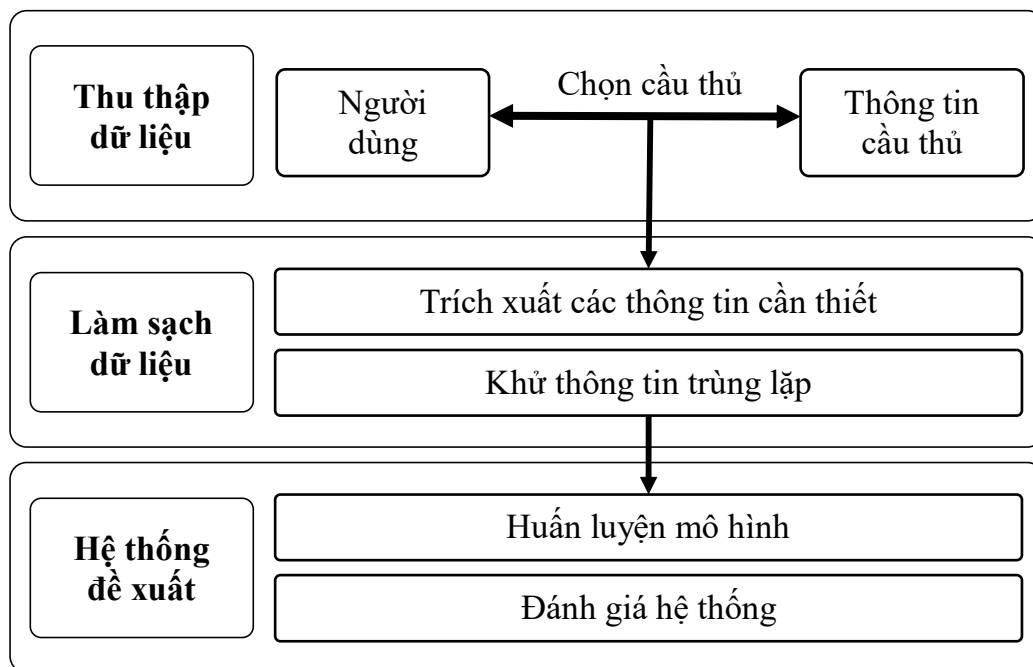 Thu thập
dữ liệu
Người
dùng
Chọn cầu thủ
Thông tin
cầu thủ
Làm sạch
dữ liệu
Trích xuất các thông tin cần thiết
Khử thông tin trùng lặp
Hệ thống
đề xuất
Huấn luyện mô hình
Đánh giá hệ thống